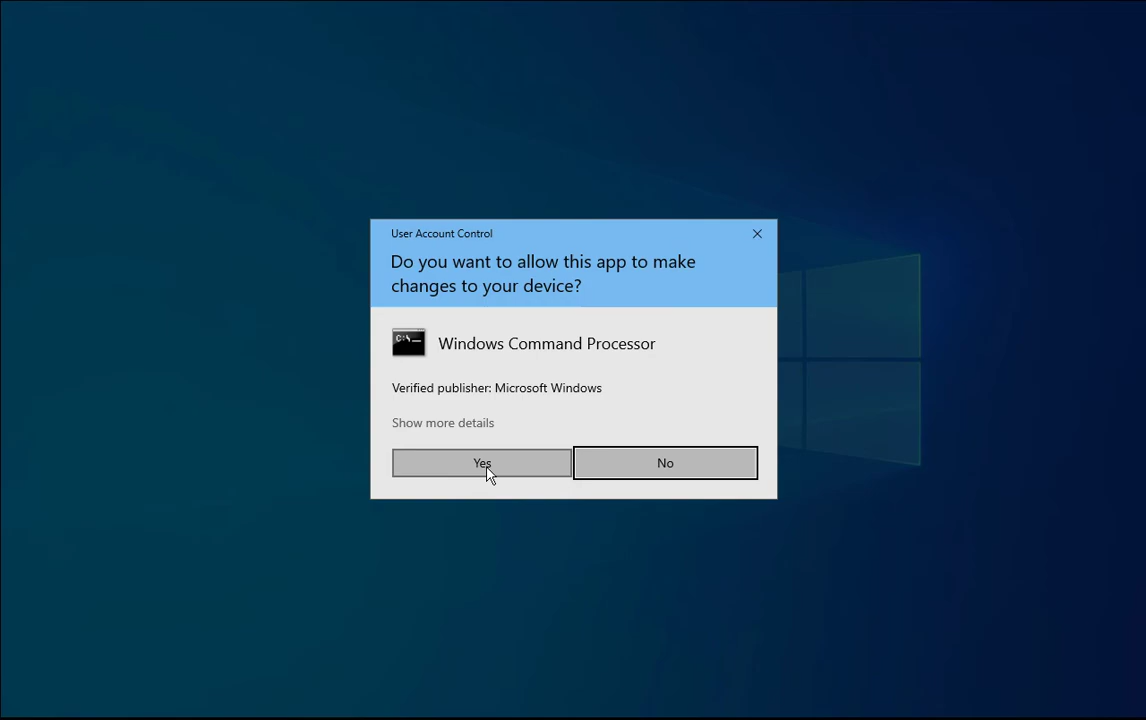 User Account Control
Do you want to allow this app to make
changes to your device?
C:\_
Windows Command Processor
Verified publisher: Microsoft Windows
Show more details
Yes
No